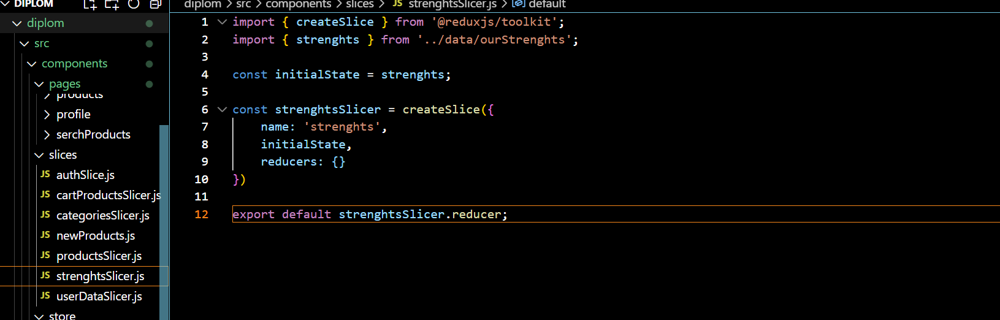 DIPLOM
diplom
src
components
pages
products
profile
serchProducts
slices
JS authSlice.js
JS cartProductsSlicer.js
JS categoriesSlicer.js
JS newProducts.js
JS productsSlicer.js
JS strenghtsSlicer.js
JS userDataSlicer.js
store
diplom > src > components > slices > JS strenghtsSlicer.js > default
1 import { createSlice } from '@reduxjs/toolkit';
2 import { strenghts } from '../data/ourStrenghts';
3
4 const initialState = strenghts;
5
6 const strenghtsSlicer = createSlice({
7 name: 'strenghts',
8 initialState,
9 reducers: {}
10 })
11
12 export default strenghtsSlicer.reducer;